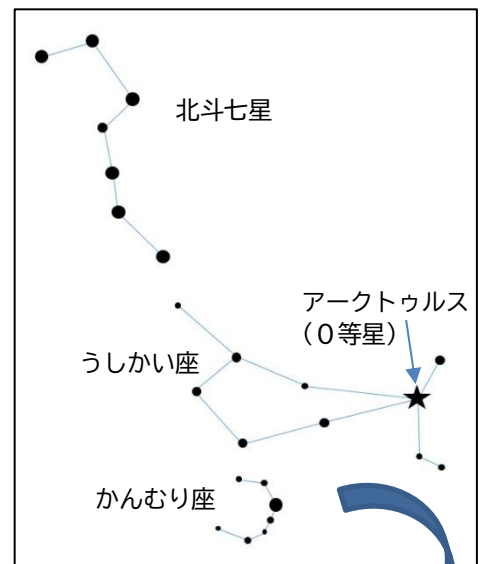 北斗七星
アークトゥルス
（０等星）
うしかい座
かんむり座